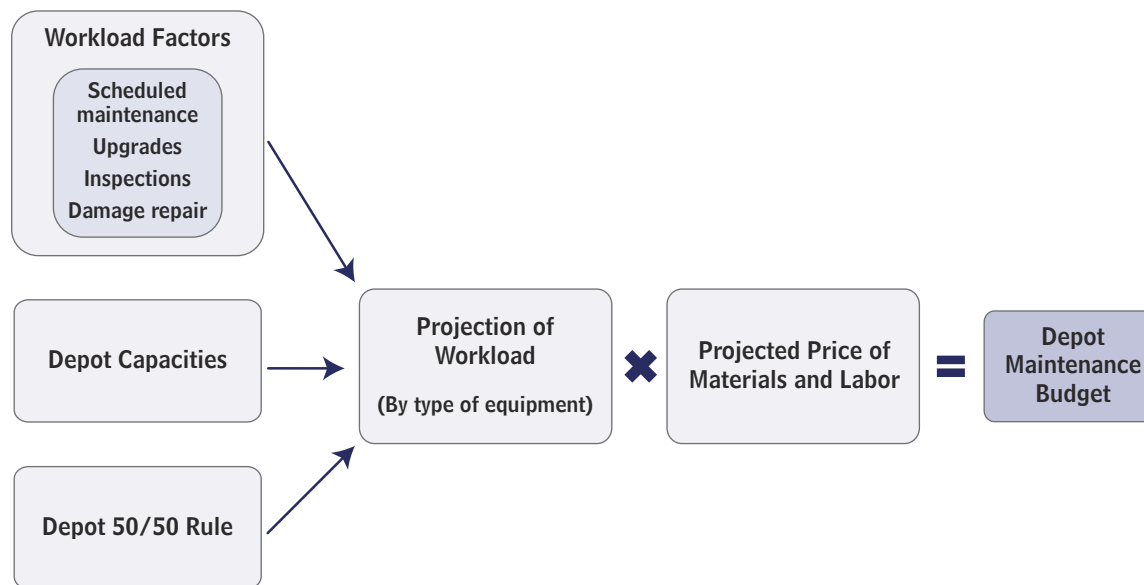 Workload Factors
Scheduled
maintenance
Upgrades
Inspections
Damage repair
Depot Capacities
Depot 50/50 Rule
Projection of
Workload
(By type of equipment)
Projected Price of
Materials and Labor
Depot
Maintenance
Budget